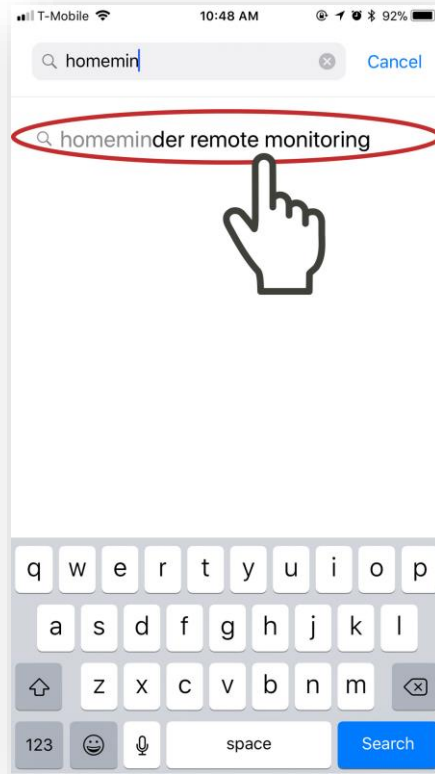 T-Mobile 10:48 AM 92%
homemin Cancel
homeminder remote monitoring
q w e r t y u i o p
a s d f g h j k l
z x c v b n m
123 space Search